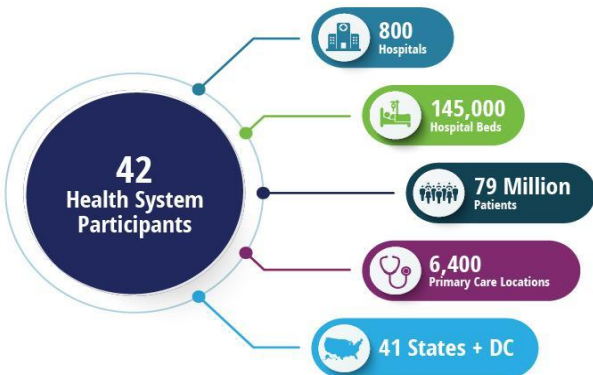 42
Health System
Participants
800
Hospitals
145,000
Hospital Beds
79 Million
Patients
6,400
Primary Care Locations
41 States + DC